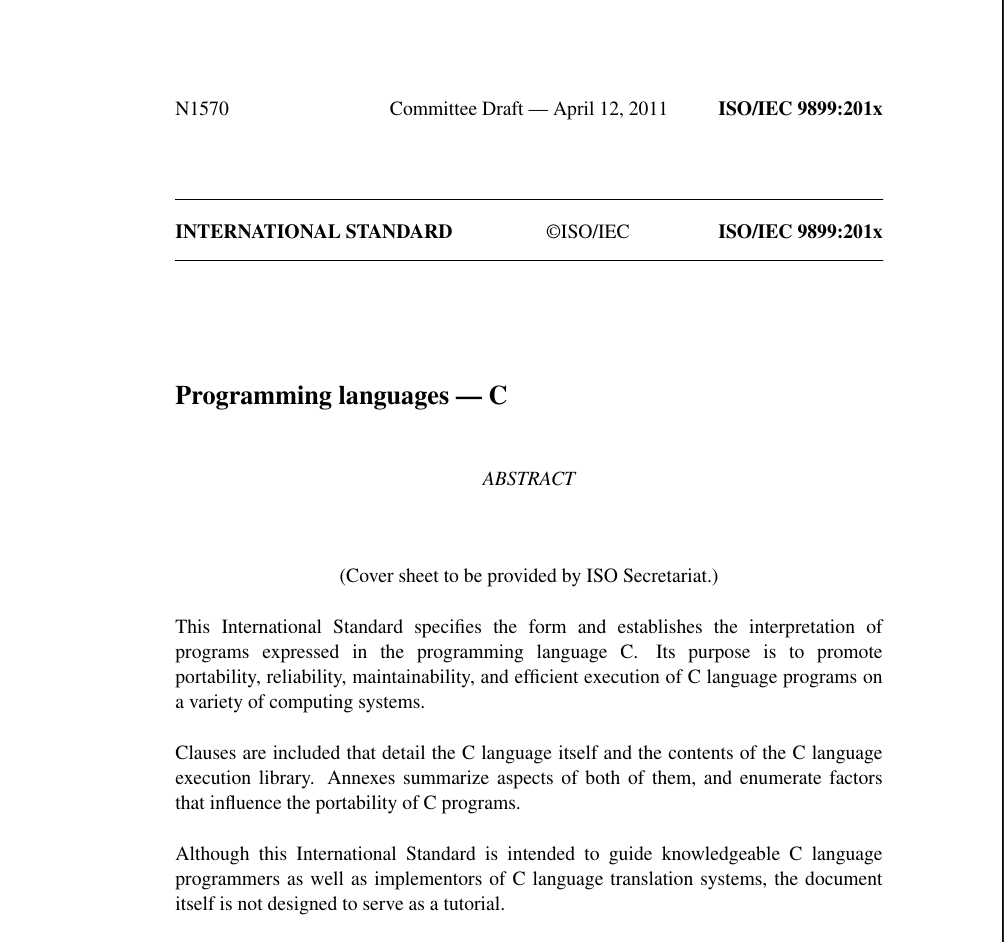 N1570 Committee Draft — April 12, 2011 ISO/IEC 9899:201x
INTERNATIONAL STANDARD ©ISO/IEC ISO/IEC 9899:201x
Programming languages — C
ABSTRACT
(Cover sheet to be provided by ISO Secretariat.)
This International Standard specifies the form and establishes the interpretation of
programs expressed in the programming language C. Its purpose is to promote
portability, reliability, maintainability, and efficient execution of C language programs on
a variety of computing systems.
Clauses are included that detail the C language itself and the contents of the C language
execution library. Annexes summarize aspects of both of them, and enumerate factors
that influence the portability of C programs.
Although this International Standard is intended to guide knowledgeable C language
programmers as well as implementors of C language translation systems, the document
itself is not designed to serve as a tutorial.